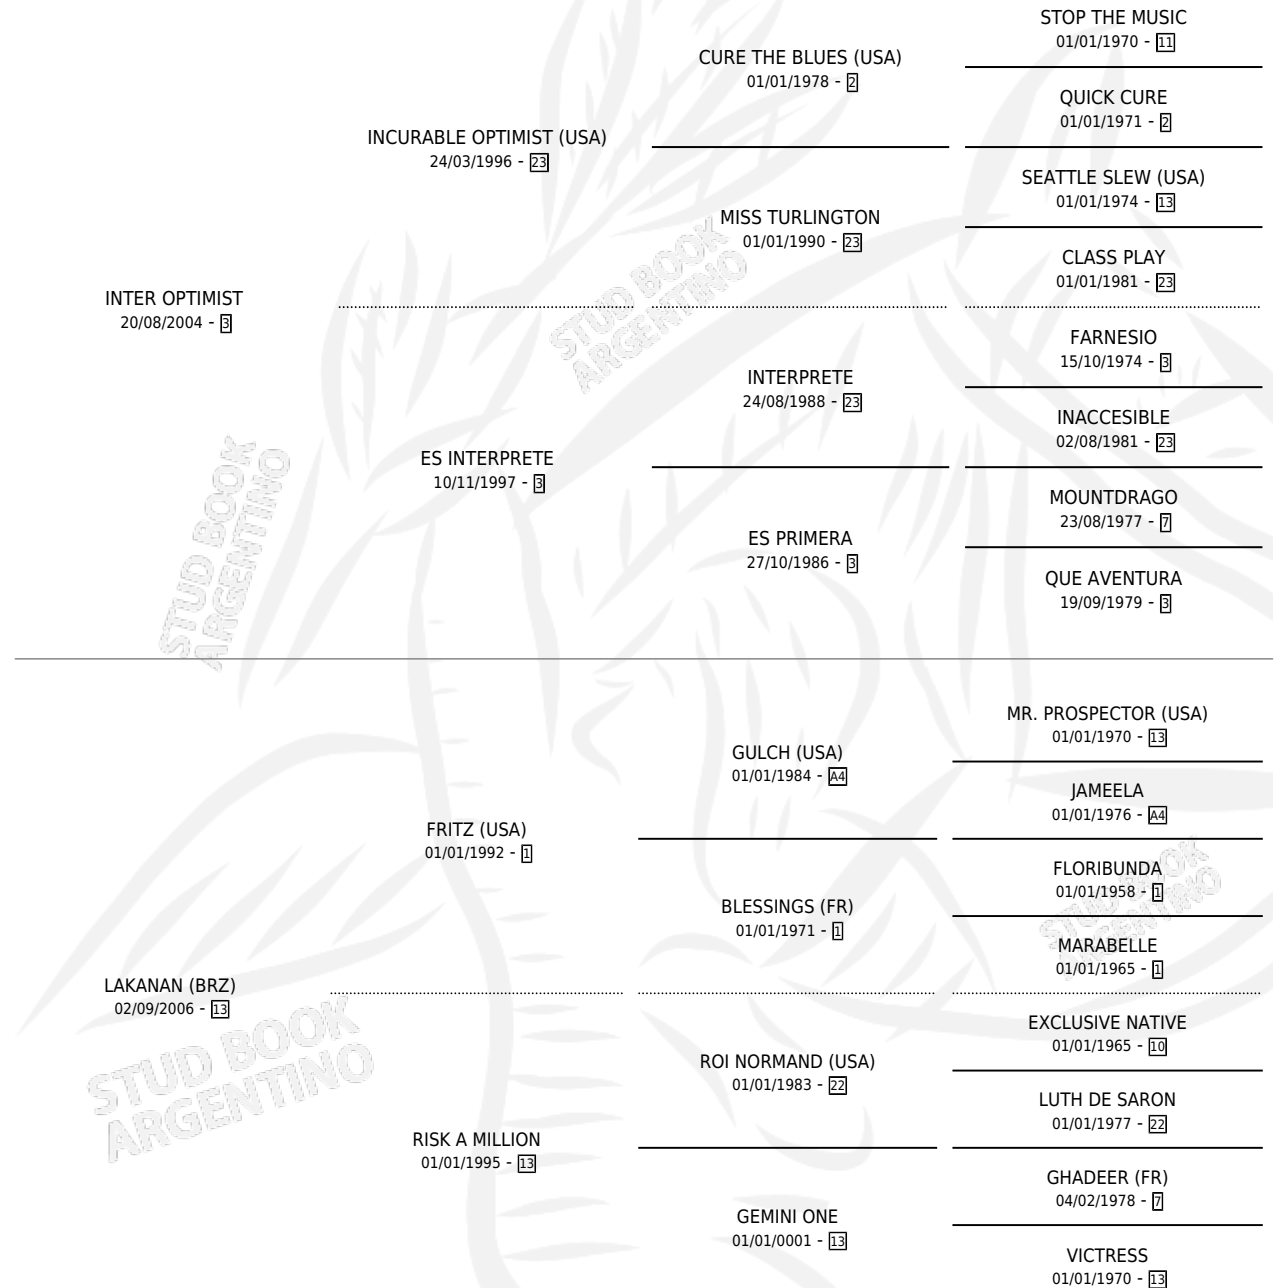 STOP THE MUSIC
01/01/1970 - 11
CURE THE BLUES (USA)
01/01/1978 - 2
QUICK CURE
01/01/1971 - 2
INCURABLE OPTIMIST (USA)
24/03/1996 - 23
SEATTLE SLEW (USA)
01/01/1974 - 13
MISS TURLINGTON
01/01/1990 - 23
CLASS PLAY
01/01/1981 - 23
INTER OPTIMIST
20/08/2004 - 3
FARNESIO
15/10/1974 - 3
INTERPRETE
24/08/1988 - 23
INACCESIBLE
02/08/1981 - 23
ES INTERPRETE
10/11/1997 - 3
MOUNTDRAGO
23/08/1977 - 7
ES PRIMERA
27/10/1986 - 3
QUE AVENTURA
19/09/1979 - 3
MR. PROSPECTOR (USA)
01/01/1970 - 13
GULCH (USA)
01/01/1984 - A4
JAMEELA
01/01/1976 - A4
FRITZ (USA)
01/01/1992 - 1
FLORIBUNDA
01/01/1958 - 1
BLESSINGS (FR)
01/01/1971 - 1
MARABELLE
01/01/1965 - 1
LAKANAN (BRZ)
02/09/2006 - 13
EXCLUSIVE NATIVE
01/01/1965 - 10
ROI NORMAND (USA)
01/01/1983 - 22
LUTH DE SARON
01/01/1977 - 22
RISK A MILLION
01/01/1995 - 13
GHADEER (FR)
04/02/1978 - 7
GEMINI ONE
01/01/0001 - 13
VICTRESS
01/01/1970 - 13
STUD BOOK
ARGENTINO
STUD BOOK
ARGENTINO
STUD BOOK
ARGENTINO
STUD BOOK
ARGENTINO